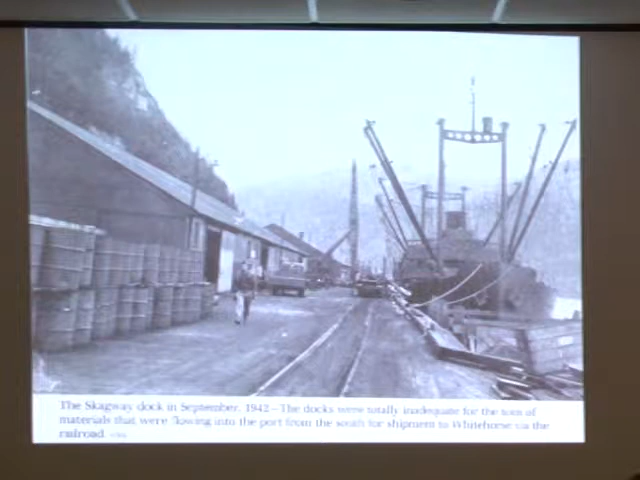 The Skagway dock in September, 1942—The docks were totally inadequate for the tons of
materials that were flowing into the port from the south for shipment to Whitehorse via the
railroad.